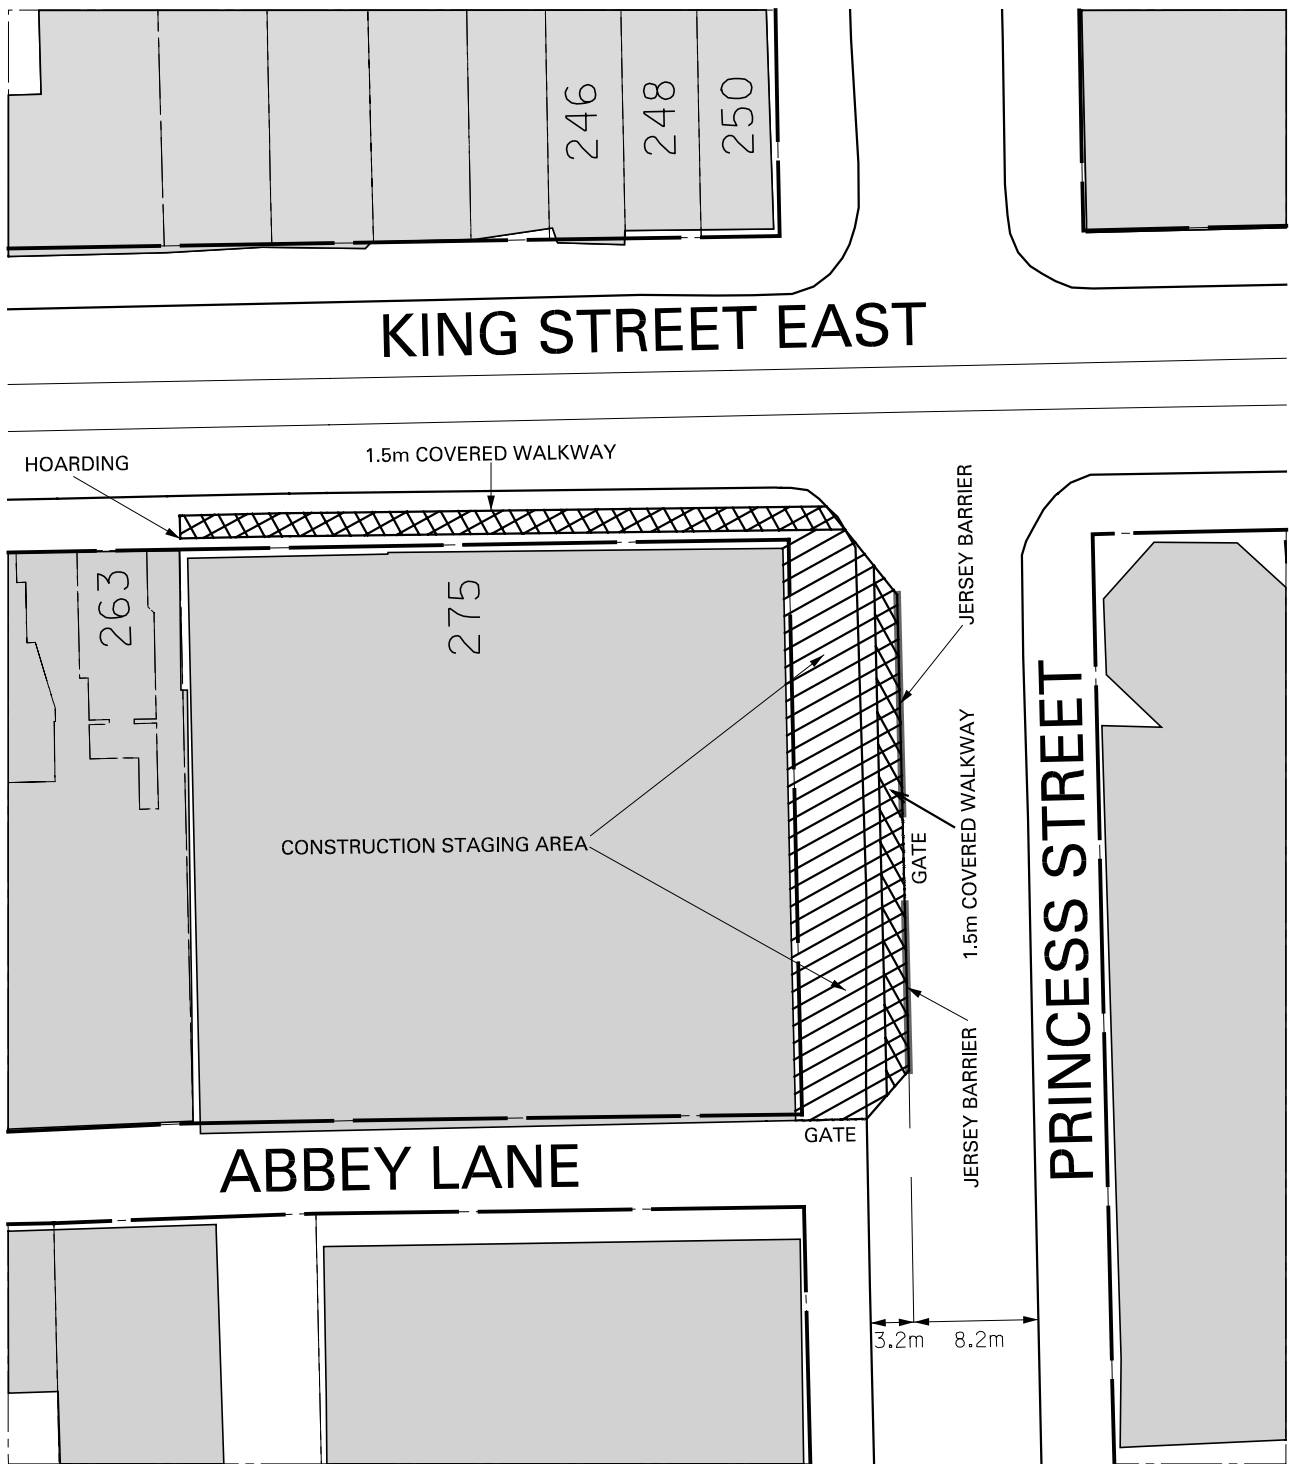 246
248
250
KING STREET EAST
HOARDING
1.5m COVERED WALKWAY
JERSEY BARRIER
263
275
PRINCESS STREET
1.5m COVERED WALKWAY
CONSTRUCTION STAGING AREA
GATE
JERSEY BARRIER
GATE
ABBEY LANE
3.2m
8.2m